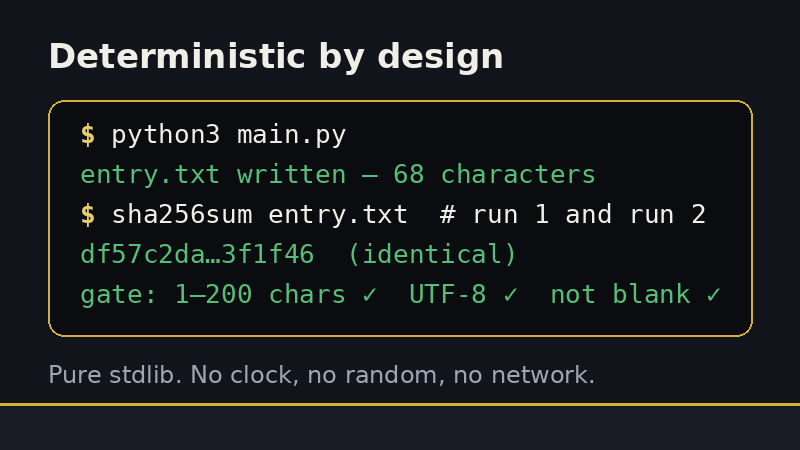 Deterministic by design
$ python3 main.py
entry.txt written — 68 characters
$ sha256sum entry.txt  # run 1 and run 2
df57c2da…3f1f46  (identical)
gate: 1–200 chars ✓  UTF-8 ✓  not blank ✓
Pure stdlib. No clock, no random, no network.